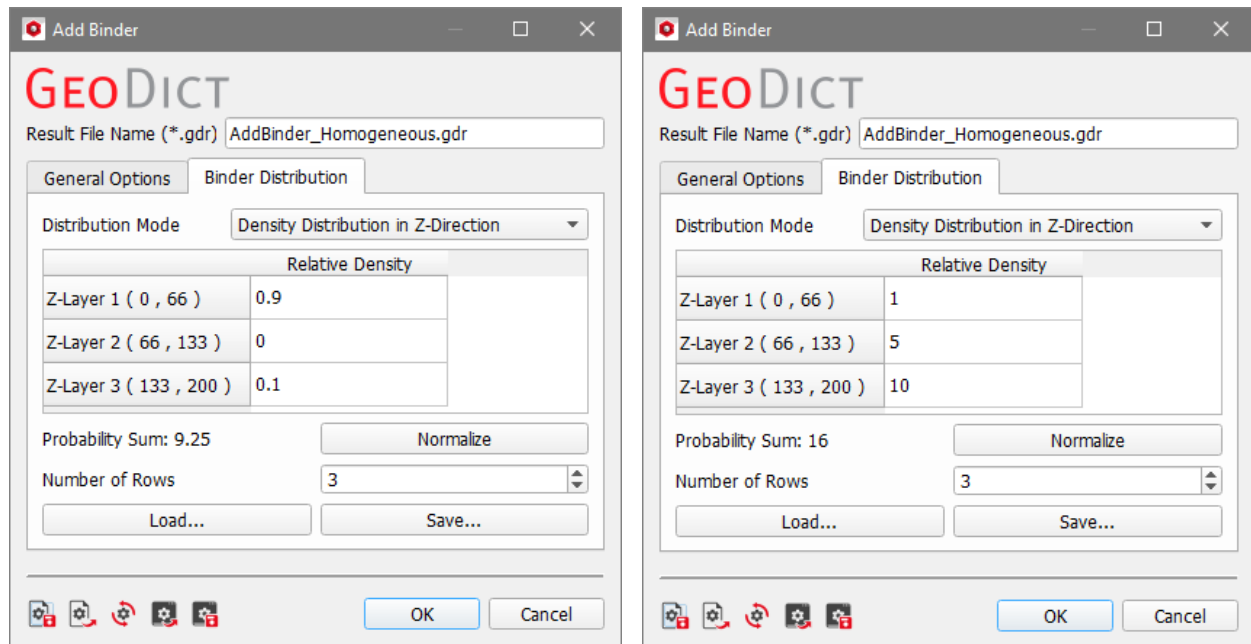 Add Binder
GEODICT
Result File Name (*.gdr) AddBinder_Homogeneous.gdr
General Options Binder Distribution
Distribution Mode Density Distribution in Z-Direction
Relative Density
Z-Layer 1 ( 0 , 66 ) 0.9
Z-Layer 2 ( 66 , 133 ) 0
Z-Layer 3 ( 133 , 200 ) 0.1
Probability Sum: 9.25 Normalize
Number of Rows 3
Load... Save...
OK Cancel
Add Binder
GEODICT
Result File Name (*.gdr) AddBinder_Homogeneous.gdr
General Options Binder Distribution
Distribution Mode Density Distribution in Z-Direction
Relative Density
Z-Layer 1 ( 0 , 66 ) 1
Z-Layer 2 ( 66 , 133 ) 5
Z-Layer 3 ( 133 , 200 ) 10
Probability Sum: 16 Normalize
Number of Rows 3
Load... Save...
OK Cancel